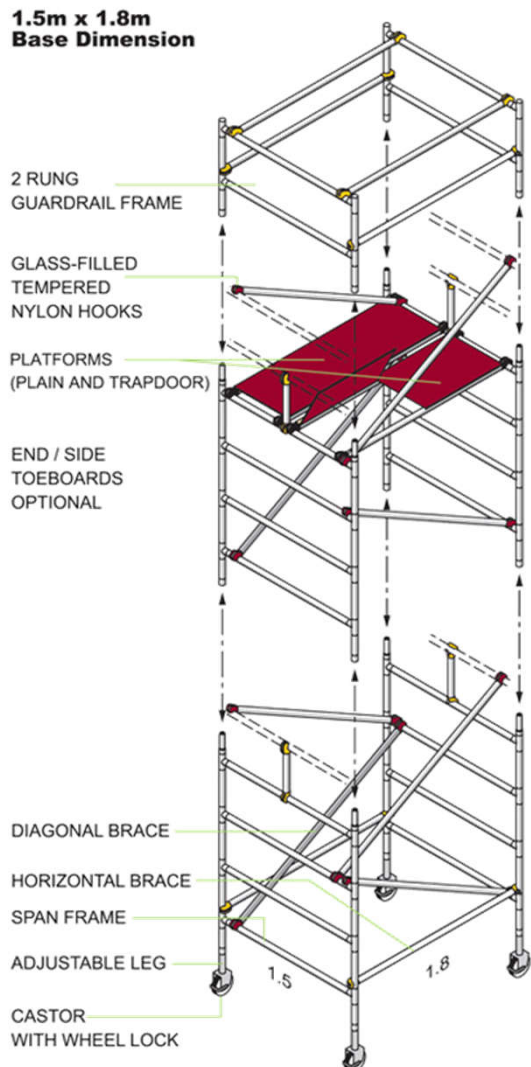 1.5m x 1.8m
Base Dimension
2 RUNG
GUARDRAIL FRAME
GLASS-FILLED
TEMPERED
NYLON HOOKS
PLATFORMS
(PLAIN AND TRAPDOOR)
END / SIDE
TOEBOARDS
OPTIONAL
DIAGONAL BRACE
HORIZONTAL BRACE
SPAN FRAME
ADJUSTABLE LEG
1.5
1.8
CASTOR
WITH WHEEL LOCK